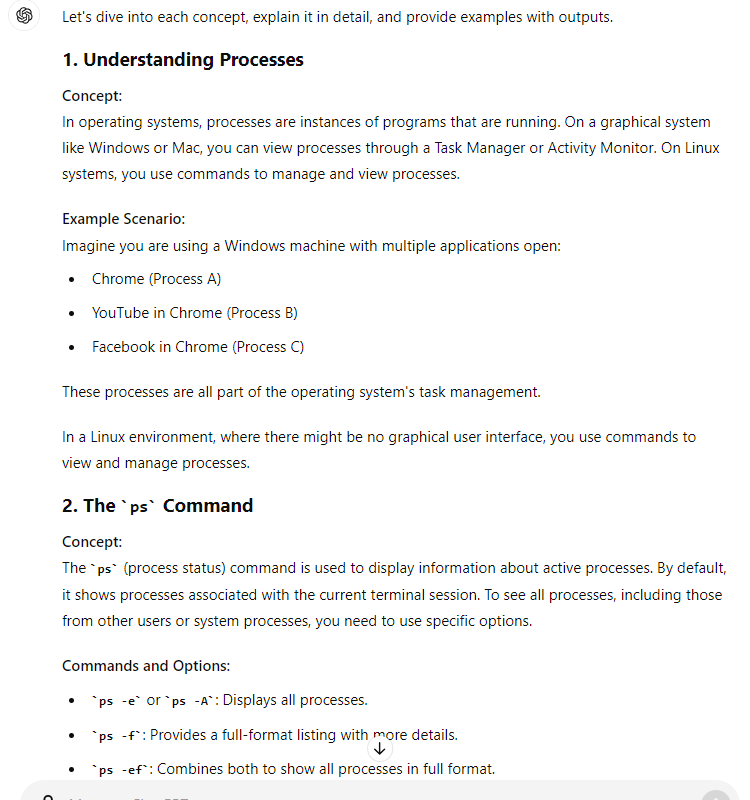 Let's dive into each concept, explain it in detail, and provide examples with outputs.
1. Understanding Processes
Concept:
In operating systems, processes are instances of programs that are running. On a graphical system
like Windows or Mac, you can view processes through a Task Manager or Activity Monitor. On Linux
systems, you use commands to manage and view processes.
Example Scenario:
Imagine you are using a Windows machine with multiple applications open:
• Chrome (Process A)
• YouTube in Chrome (Process B)
• Facebook in Chrome (Process C)
These processes are all part of the operating system's task management.
In a Linux environment, where there might be no graphical user interface, you use commands to
view and manage processes.
2. The `ps` Command
Concept:
The `ps` (process status) command is used to display information about active processes. By default,
it shows processes associated with the current terminal session. To see all processes, including those
from other users or system processes, you need to use specific options.
Commands and Options:
• `ps -e` or `ps -A`: Displays all processes.
• `ps -f`: Provides a full-format listing with more details.
• `ps -ef`: Combines both to show all processes in full format.